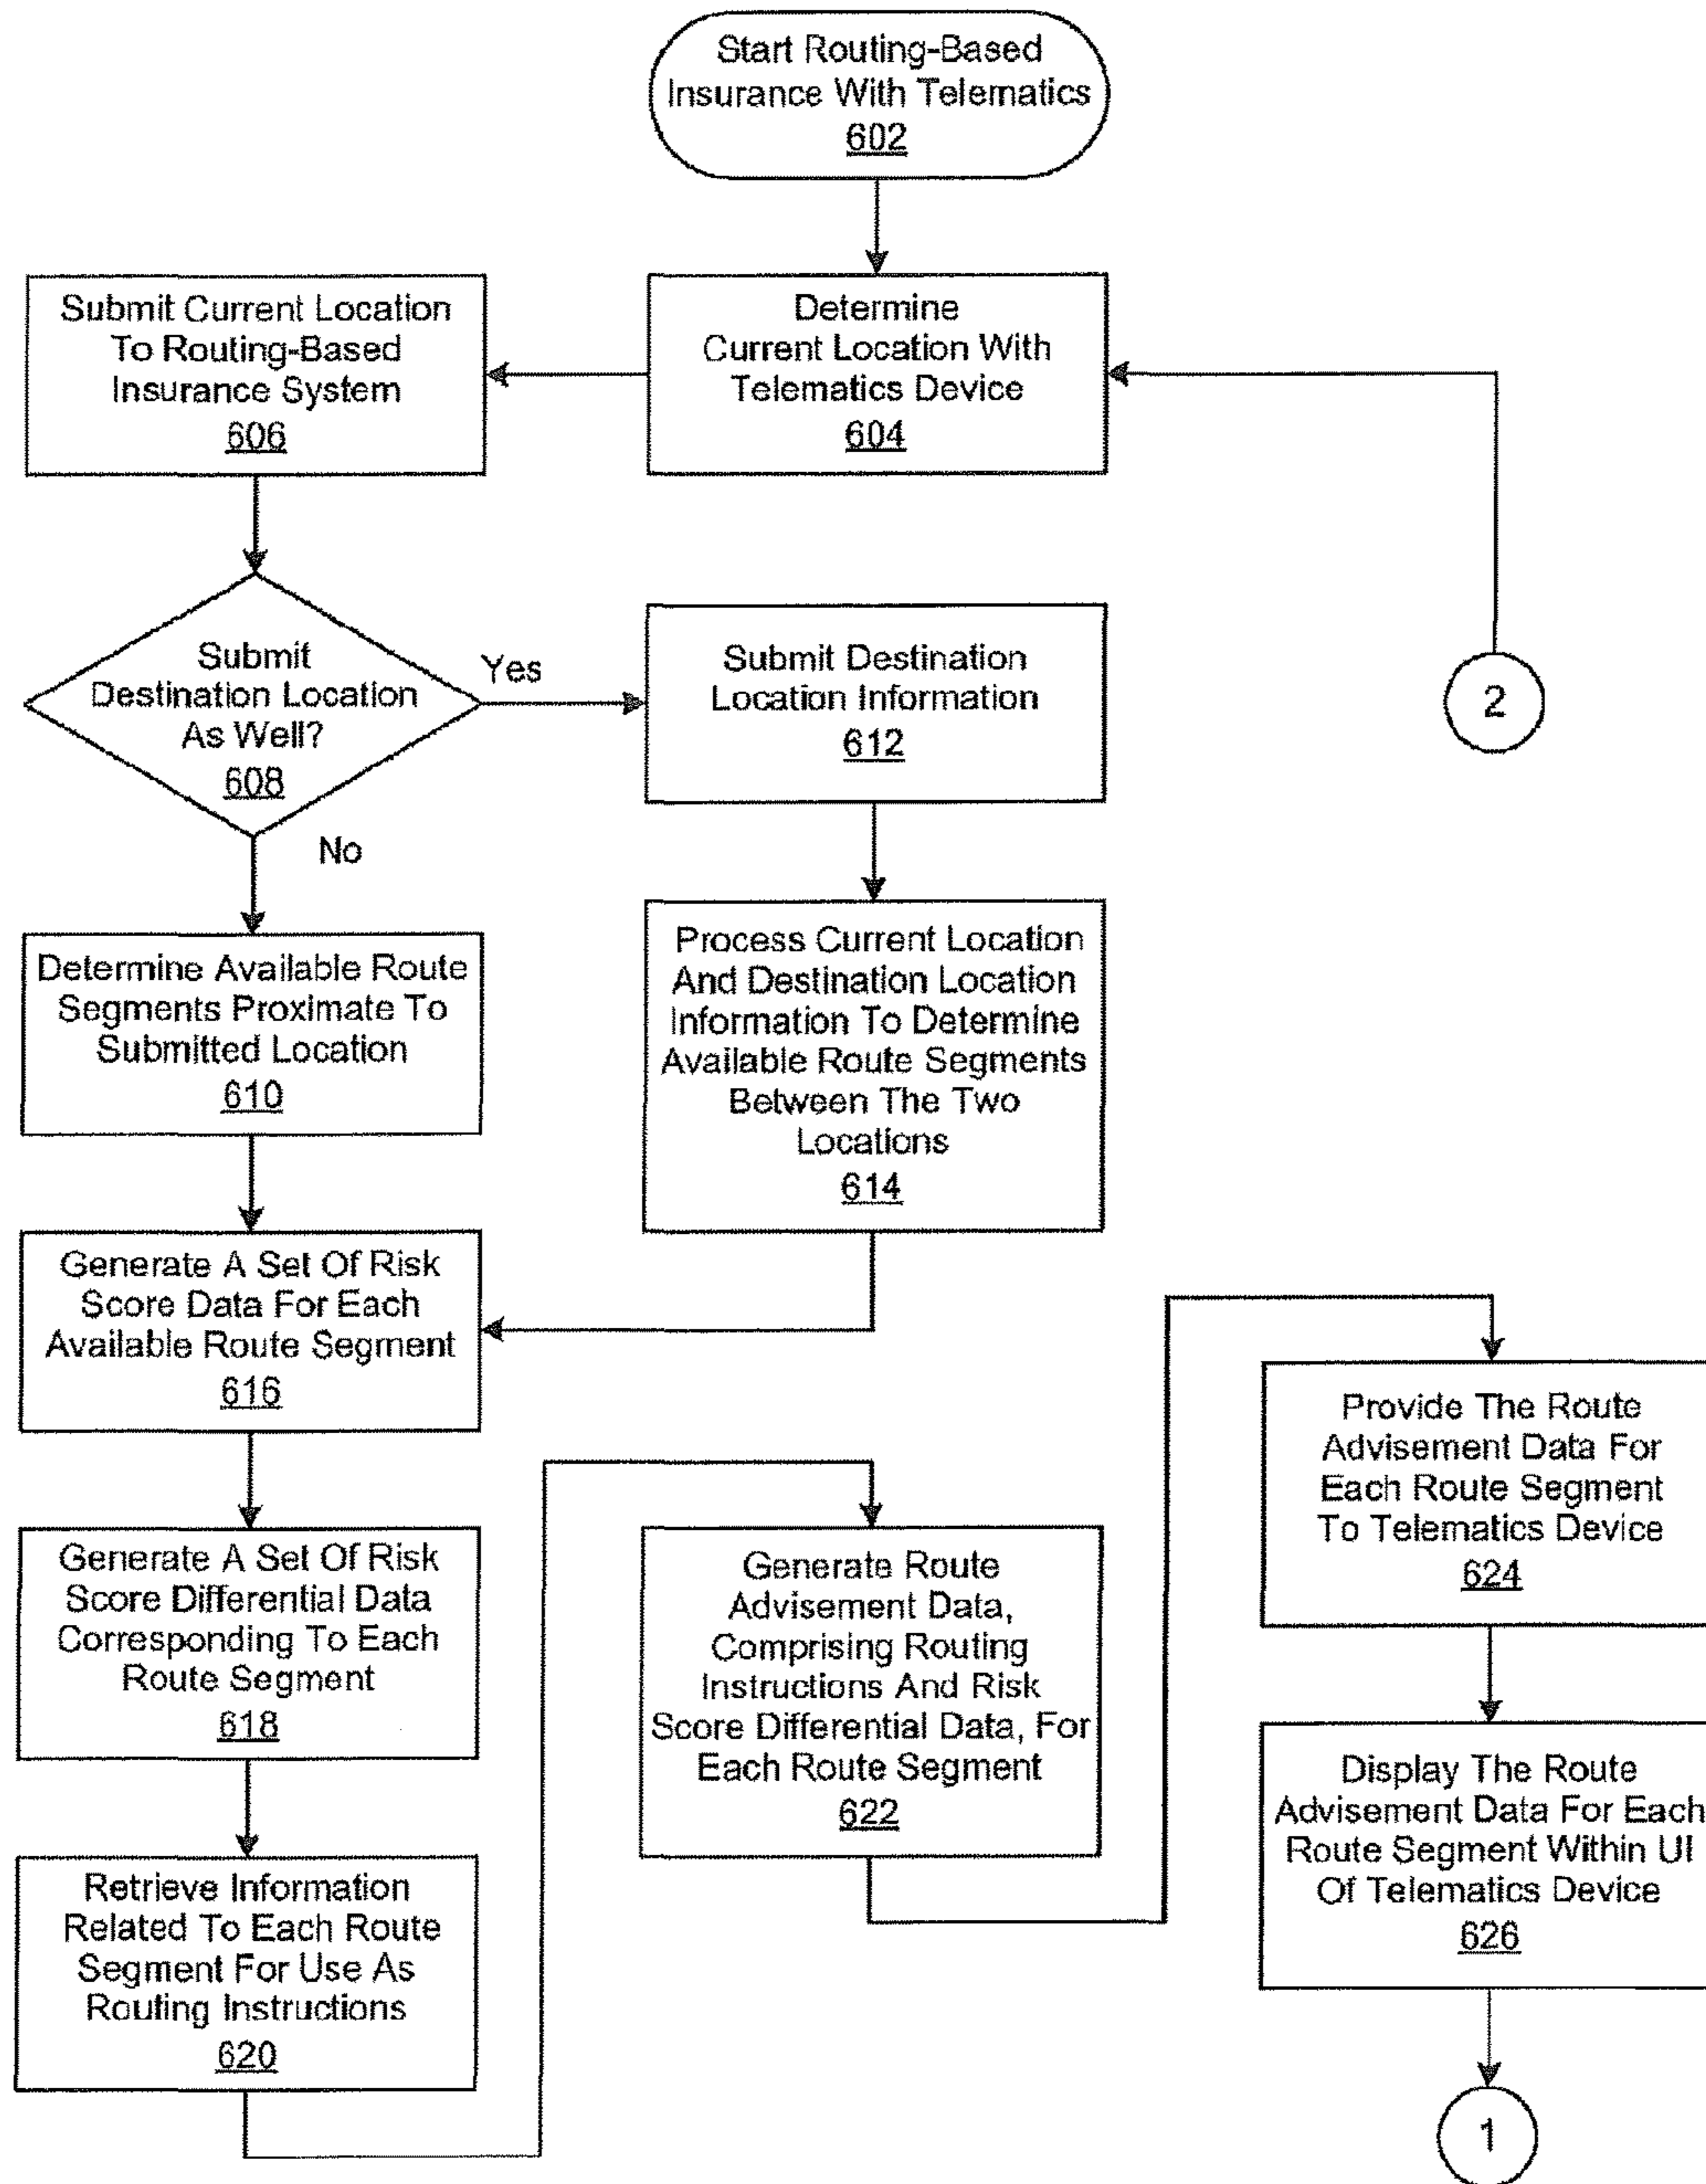 Start Routing-Based
Insurance With Telematics
602
Submit Current Location
To Routing-Based
Insurance System
606
Determine
Current Location With
Telematics Device
604
Submit
Destination Location
As Well?
608
Yes
No
Submit Destination
Location Information
612
2
Determine Available Route
Segments Proximate To
Submitted Location
610
Process Current Location
And Destination Location
Information To Determine
Available Route Segments
Between The Two
Locations
614
Generate A Set Of Risk
Score Data For Each
Available Route Segment
616
Generate A Set Of Risk
Score Differential Data
Corresponding To Each
Route Segment
618
Retrieve Information
Related To Each Route
Segment For Use As
Routing Instructions
620
Generate Route
Advisement Data,
Comprising Routing
Instructions And Risk
Score Differential Data, For
Each Route Segment
622
Provide The Route
Advisement Data For
Each Route Segment
To Telematics Device
624
Display The Route
Advisement Data For Each
Route Segment Within UI
Of Telematics Device
626
1